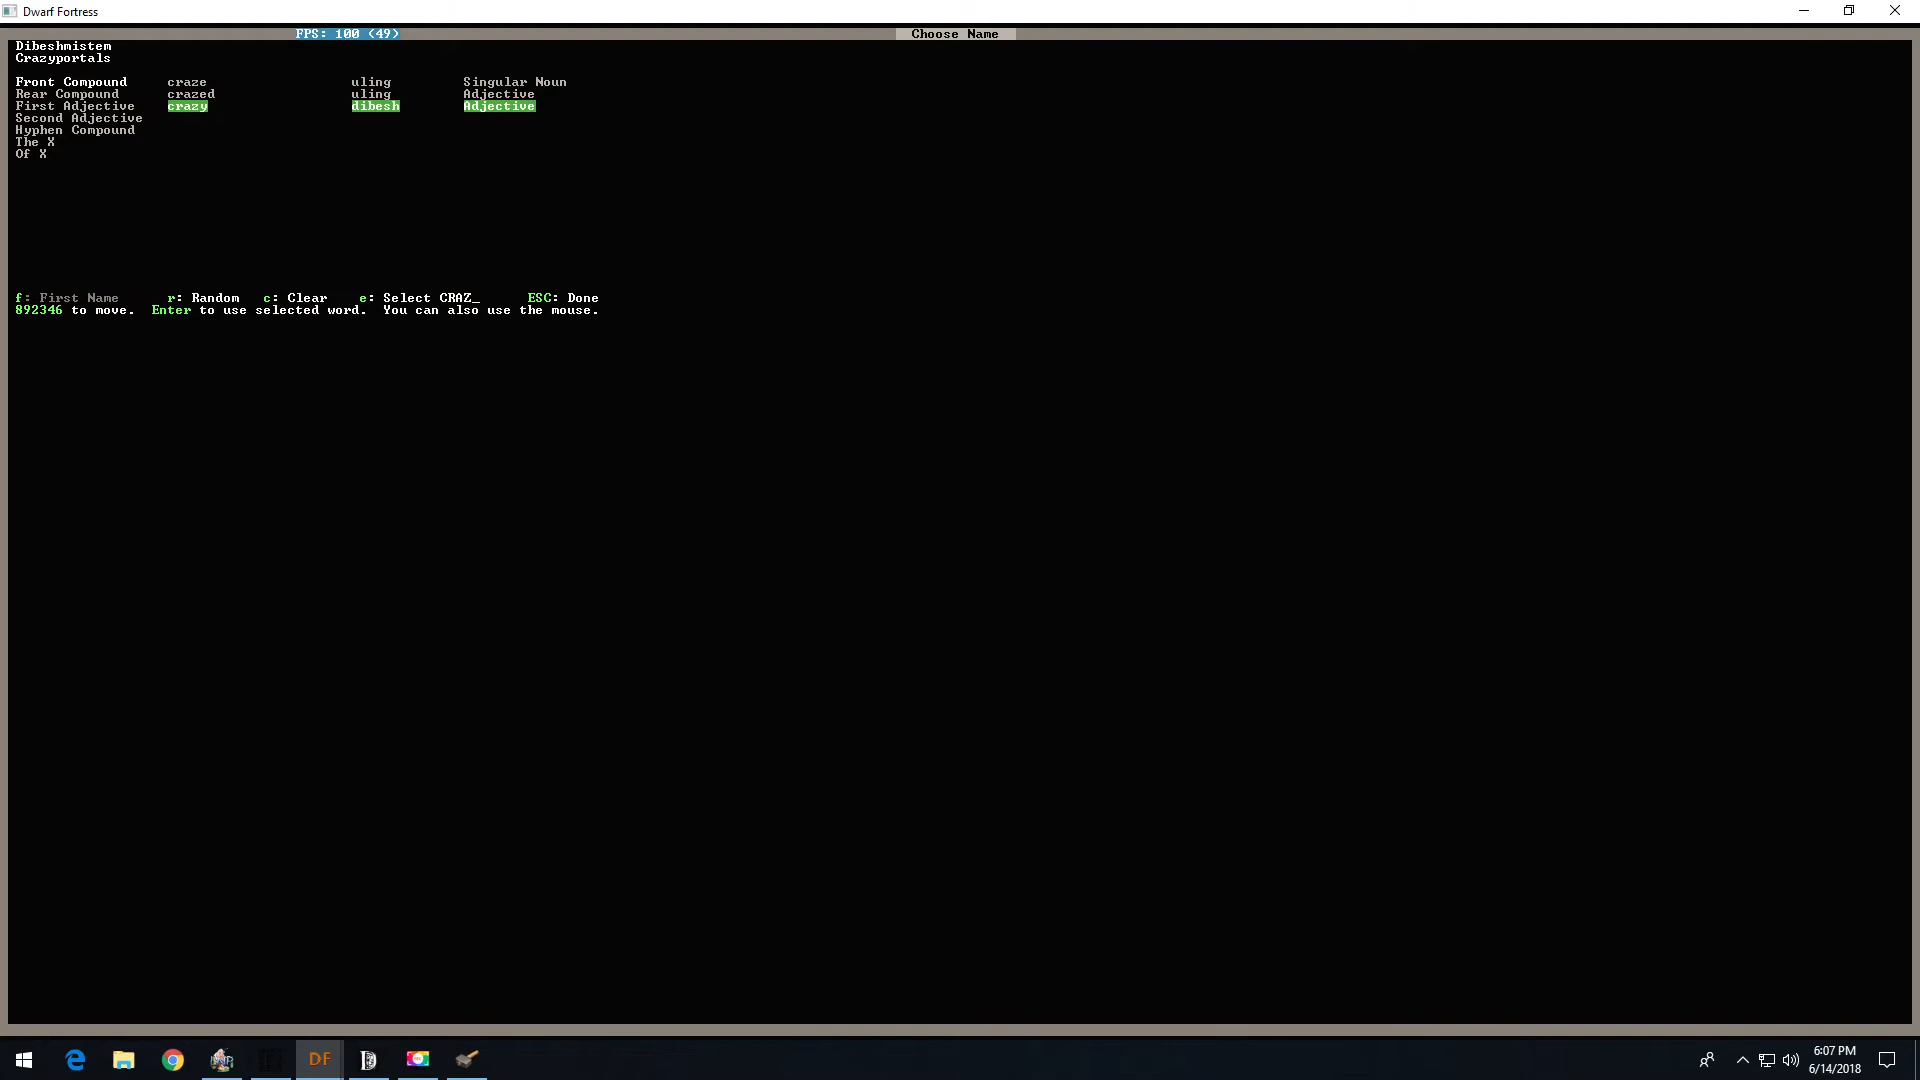 Dwarf Fortress
FPS: 100 (49)
Choose Name
Dibeshmistem
Crazyportals
Front Compound craze uling Singular Noun
Rear Compound crazed uling Adjective
First Adjective crazy dibesh Adjective
Second Adjective
Hyphen Compound
The X
Of X
f: First Name r: Random c: Clear e: Select CRAZ_ ESC: Done
892346 to move. Enter to use selected word. You can also use the mouse.
DF
6:07 PM
6/14/2018